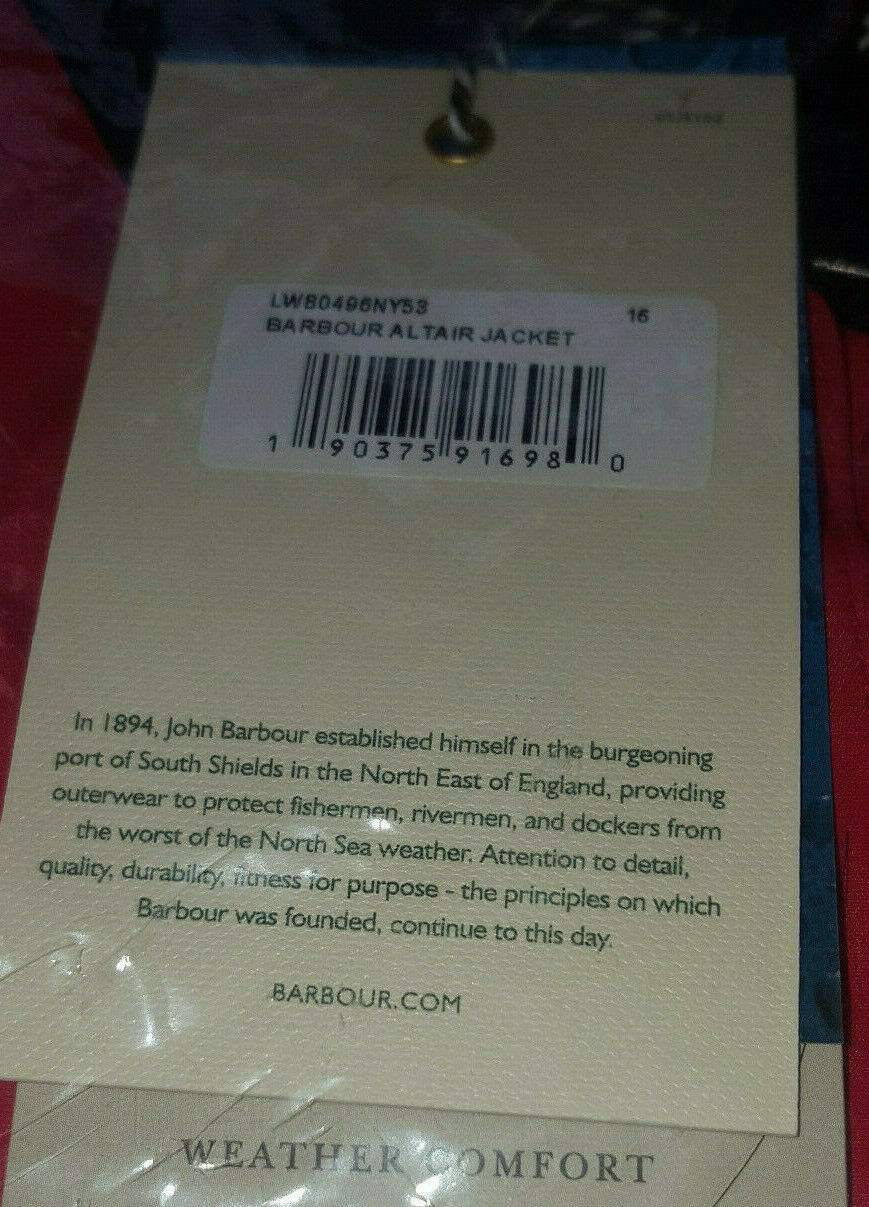 LWB0496NY53 16
BARBOUR ALTAIR JACKET
1 90375 91698 0
In 1894, John Barbour established himself in the burgeoning
port of South Shields in the North East of England, providing
outerwear to protect fishermen, rivermen, and dockers from
the worst of the North Sea weather. Attention to detail,
quality, durability, fitness for purpose - the principles on which
Barbour was founded, continue to this day.
BARBOUR.COM
WEATHER COMFORT